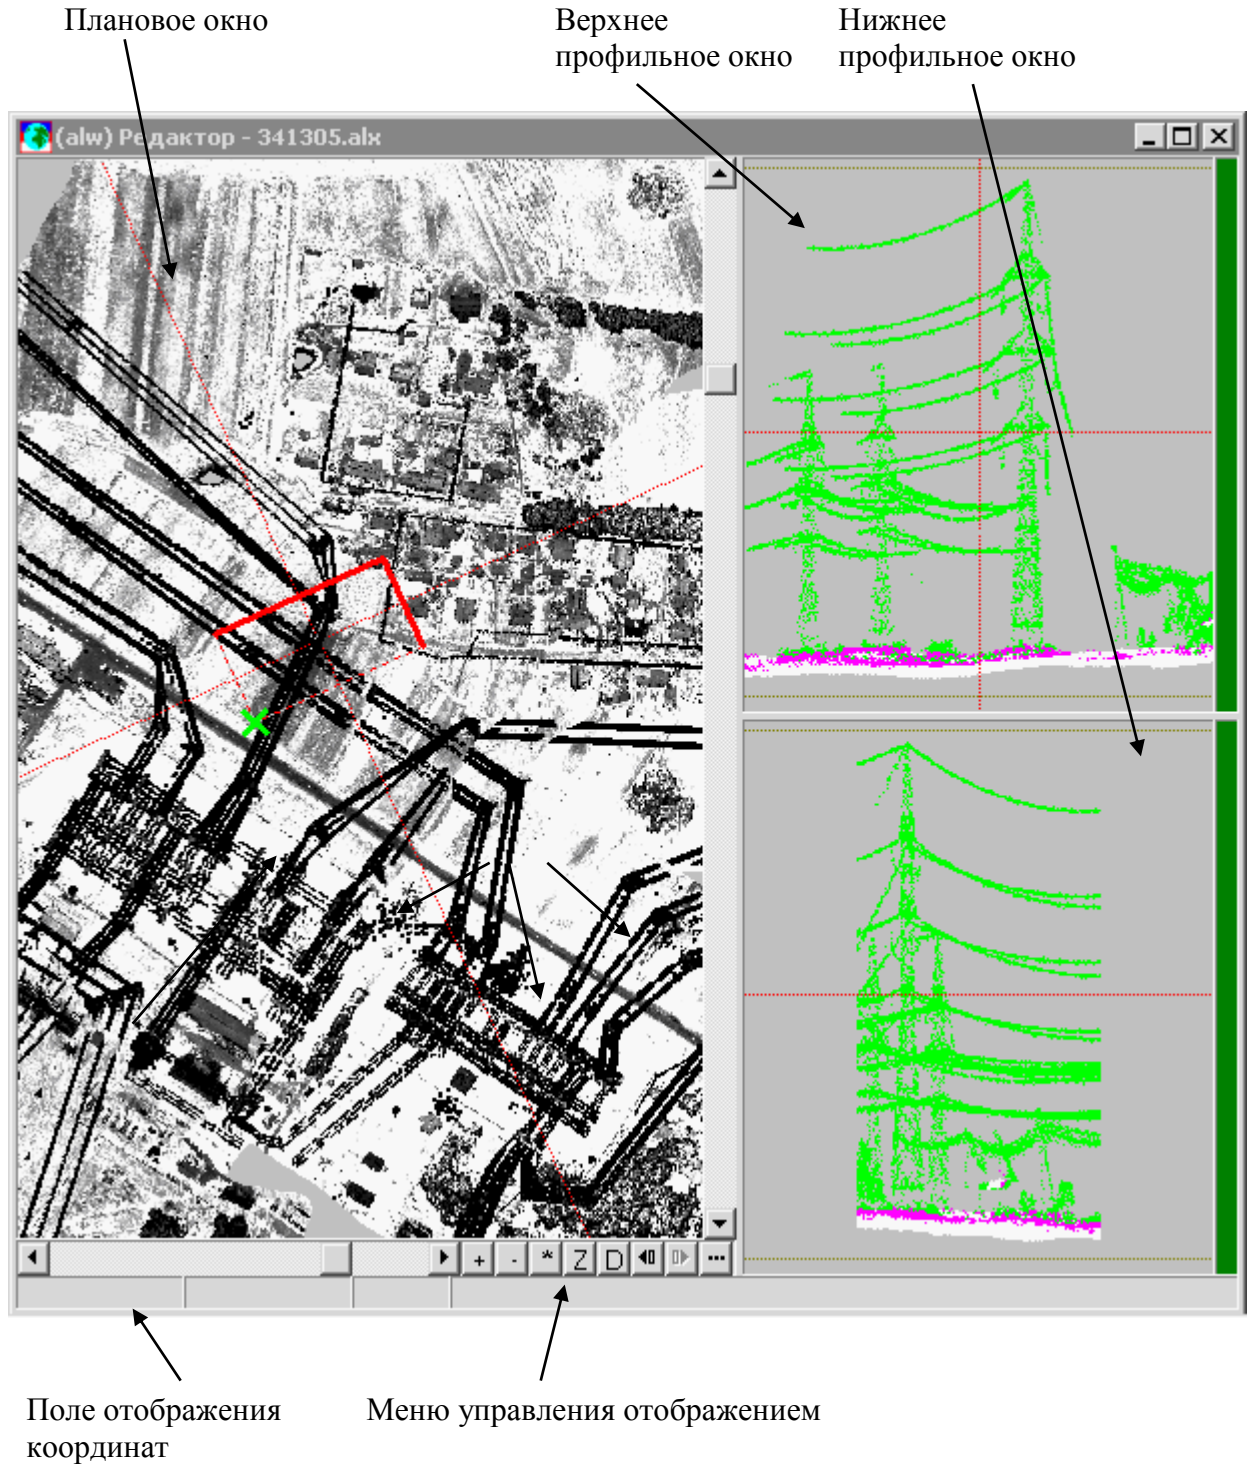 Плановое окно
Верхнее
профильное окно
Нижнее
профильное окно
(alw) Редактор - 341305.alx
+ - * Z D ...
Поле отображения
координат
Меню управления отображением